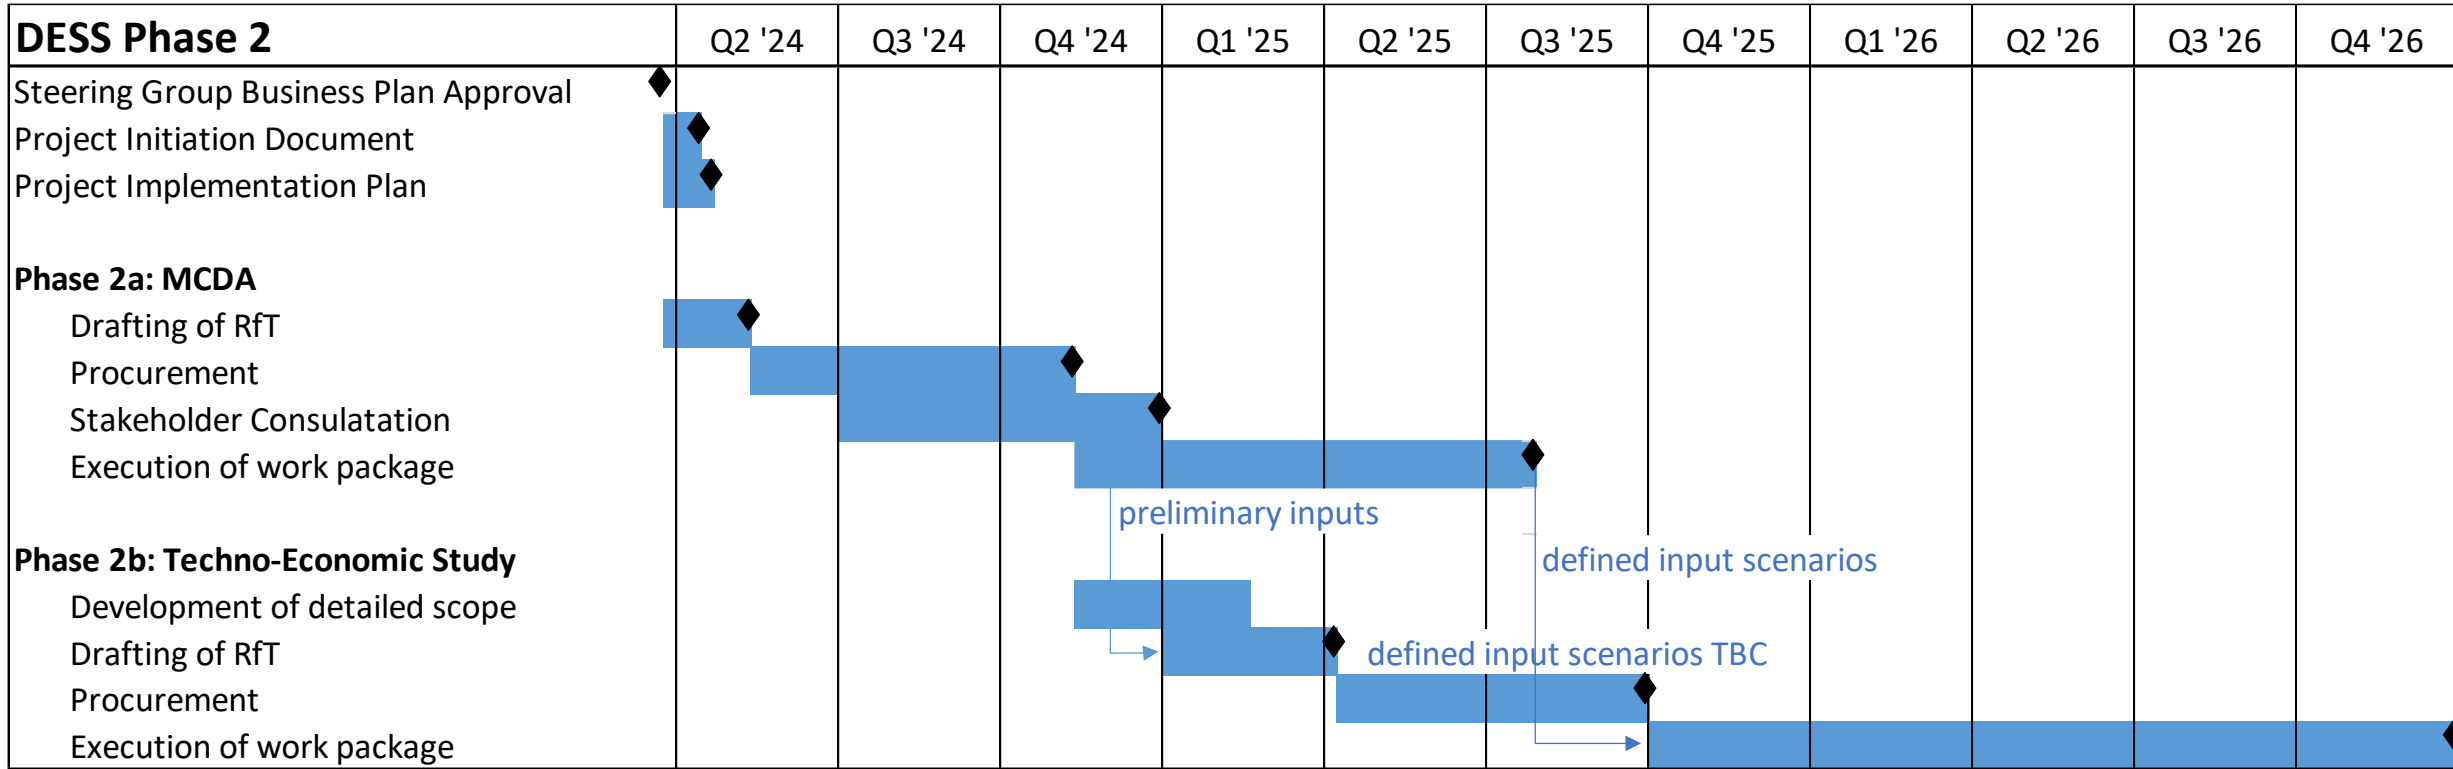 DESS Phase 2 Q2 '24 Q3 '24 Q4 '24 Q1 '25 Q2 '25 Q3 '25 Q4 '25 Q1 '26 Q2 '26 Q3 '26 Q4 '26
Steering Group Business Plan Approval
Project Initiation Document
Project Implementation Plan
Phase 2a: MCDA
Drafting of RfT
Procurement
Stakeholder Consulatation
Execution of work package
preliminary inputs
Phase 2b: Techno-Economic Study
defined input scenarios
Development of detailed scope
Drafting of RfT
defined input scenarios TBC
Procurement
Execution of work package